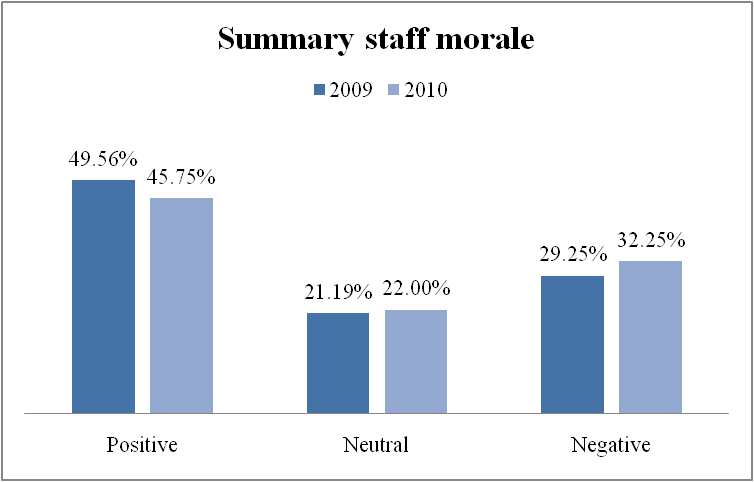 Summary staff morale
2009 2010
49.56% 45.75% 21.19% 22.00% 29.25% 32.25%
Positive Neutral Negative